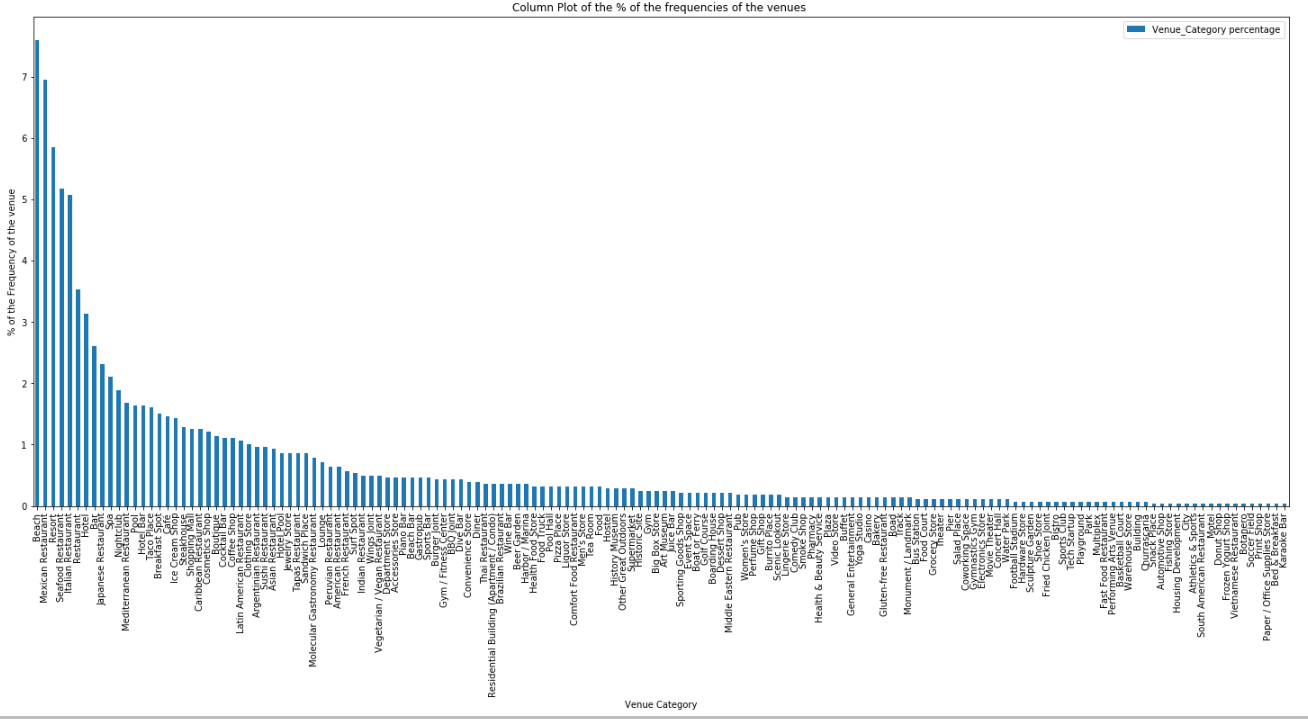 Column Plot of the % of the frequencies of the venues
Venue_Category percentage
% of the Frequency of the venue
7
6
5
4
3
2
1
0
Beach
Mexican Restaurant
Resort
Seafood Restaurant
Italian Restaurant
Restaurant
Hotel
Bar
Japanese Restaurant
Spa
Nightclub
Mediterranean Restaurant
Pool
Hotel Bar
Taco Place
Breakfast Spot
Café
Ice Cream Shop
Steakhouse
Shopping Mall
Caribbean Restaurant
Cosmetics Shop
Boutique
Cocktail Bar
Coffee Shop
Latin American Restaurant
Clothing Store
Argentinian Restaurant
Sushi Restaurant
Asian Restaurant
Hotel Pool
Jewelry Store
Tapas Restaurant
Sandwich Place
Molecular Gastronomy Restaurant
Lounge
Peruvian Restaurant
American Restaurant
French Restaurant
Surf Spot
Indian Restaurant
Wings Joint
Vegetarian / Vegan Restaurant
Department Store
Accessories Store
Piano Bar
Beach Bar
Gastropub
Sports Bar
Burger Joint
Gym / Fitness Center
BBQ Joint
Dive Bar
Convenience Store
Diner
Thai Restaurant
Residential Building (Apartment / Condo)
Brazilian Restaurant
Wine Bar
Beer Garden
Harbor / Marina
Health Food Store
Food Truck
Pool Hall
Pizza Place
Liquor Store
Comfort Food Restaurant
Men's Store
Tea Room
Food
Hostel
History Museum
Other Great Outdoors
Supermarket
Historic Site
Gym
Big Box Store
Art Museum
Juice Bar
Sporting Goods Shop
Event Space
Boat or Ferry
Golf Course
Boarding House
Dessert Shop
Middle Eastern Restaurant
Pub
Women's Store
Perfume Shop
Gift Shop
Burrito Place
Scenic Lookout
Lingerie Store
Comedy Club
Smoke Shop
Pharmacy
Health & Beauty Service
Plaza
Video Store
Buffet
General Entertainment
Yoga Studio
Casino
Bakery
Gluten-free Restaurant
Road
Track
Monument / Landmark
Bus Station
Food Court
Grocery Store
Theater
Pier
Salad Place
Coworking Space
Gymnastics Gym
Electronics Store
Movie Theater
Concert Hall
Water Park
Football Stadium
Hardware Store
Sculpture Garden
Shoe Store
Fried Chicken Joint
Bistro
Sports Club
Tech Startup
Playground
Park
Multiplex
Fast Food Restaurant
Performing Arts Venue
Basketball Court
Warehouse Store
Building
Churrascaria
Snack Place
Automotive Shop
Fishing Store
Housing Development
City
Athletics & Sports
South American Restaurant
Motel
Donut Shop
Frozen Yogurt Shop
Vietnamese Restaurant
Botanero
Soccer Field
Print Shop
Paper / Office Supplies Store
Bed & Breakfast
Karaoke Bar
Venue Category